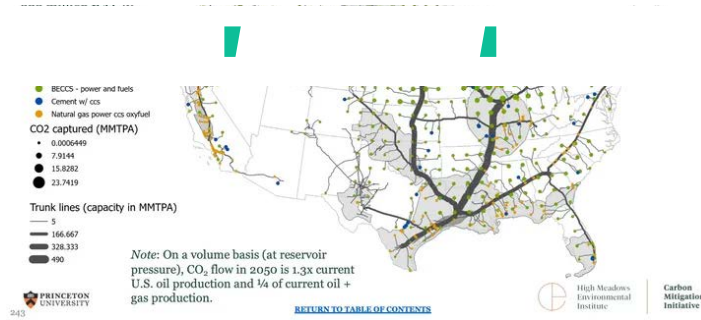 BECCS - power and fuels
Cement w/ ccs
Natural gas power ccs oxyfuel
CO2 captured (MMTPA)
0.0006449
7.9144
15.8282
23.7419
Trunk lines (capacity in MMTPA)
5
166.667
328.333
490
Note: On a volume basis (at reservoir
pressure), CO₂ flow in 2050 is 1.3x current
U.S. oil production and ¼ of current oil +
gas production.
PRINCETON
UNIVERSITY
243
RETURN TO TABLE OF CONTENTS
High Meadows
Environmental
Institute
Carbon
Mitigation
Initiative